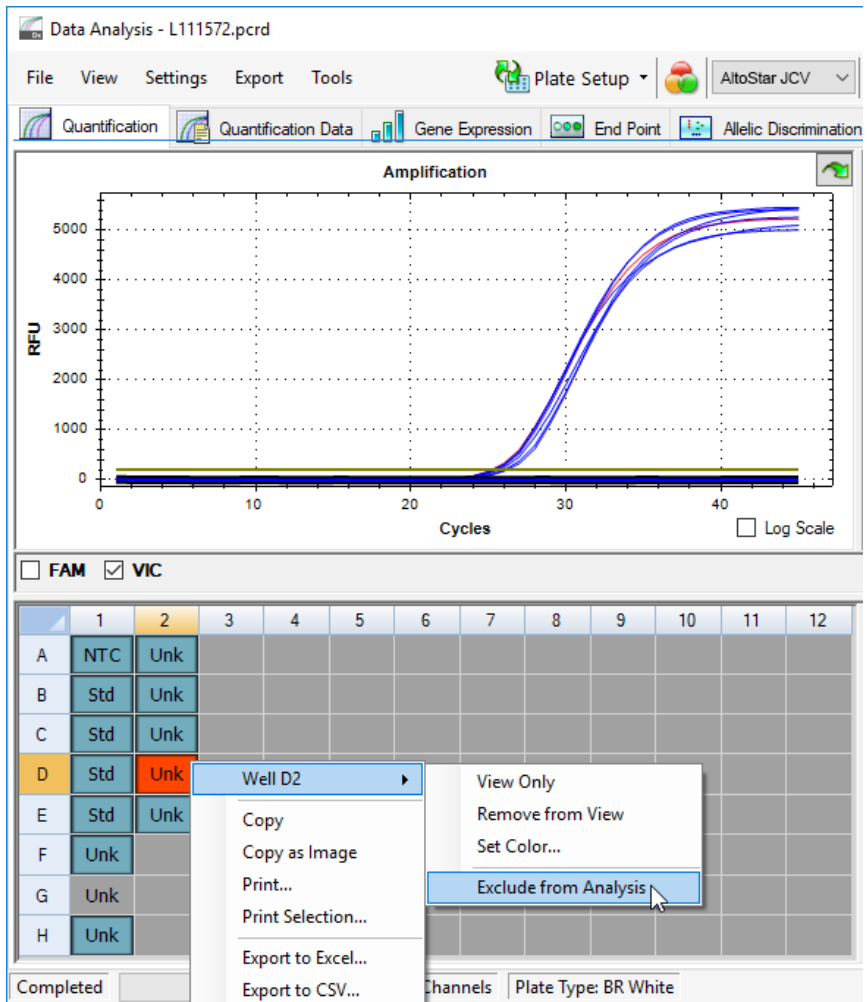 Data Analysis - L111572.pcrd
File View Settings Export Tools Plate Setup AltoStar JCV
Quantification Quantification Data Gene Expression End Point Allelic Discrimination
Amplification
5000
4000
3000
2000
1000
0
RFU
0 10 20 30 40
Cycles
Log Scale
FAM VIC
1 2 3 4 5 6 7 8 9 10 11 12
A NTC Unk
B Std Unk
C Std Unk
D Std Unk
E Std Unk
F Unk
G Unk
H Unk
Well D2
Copy
Copy as Image
Print...
Print Selection...
Export to Excel...
Export to CSV...
View Only
Remove from View
Set Color...
Exclude from Analysis
Completed Channels Plate Type: BR White